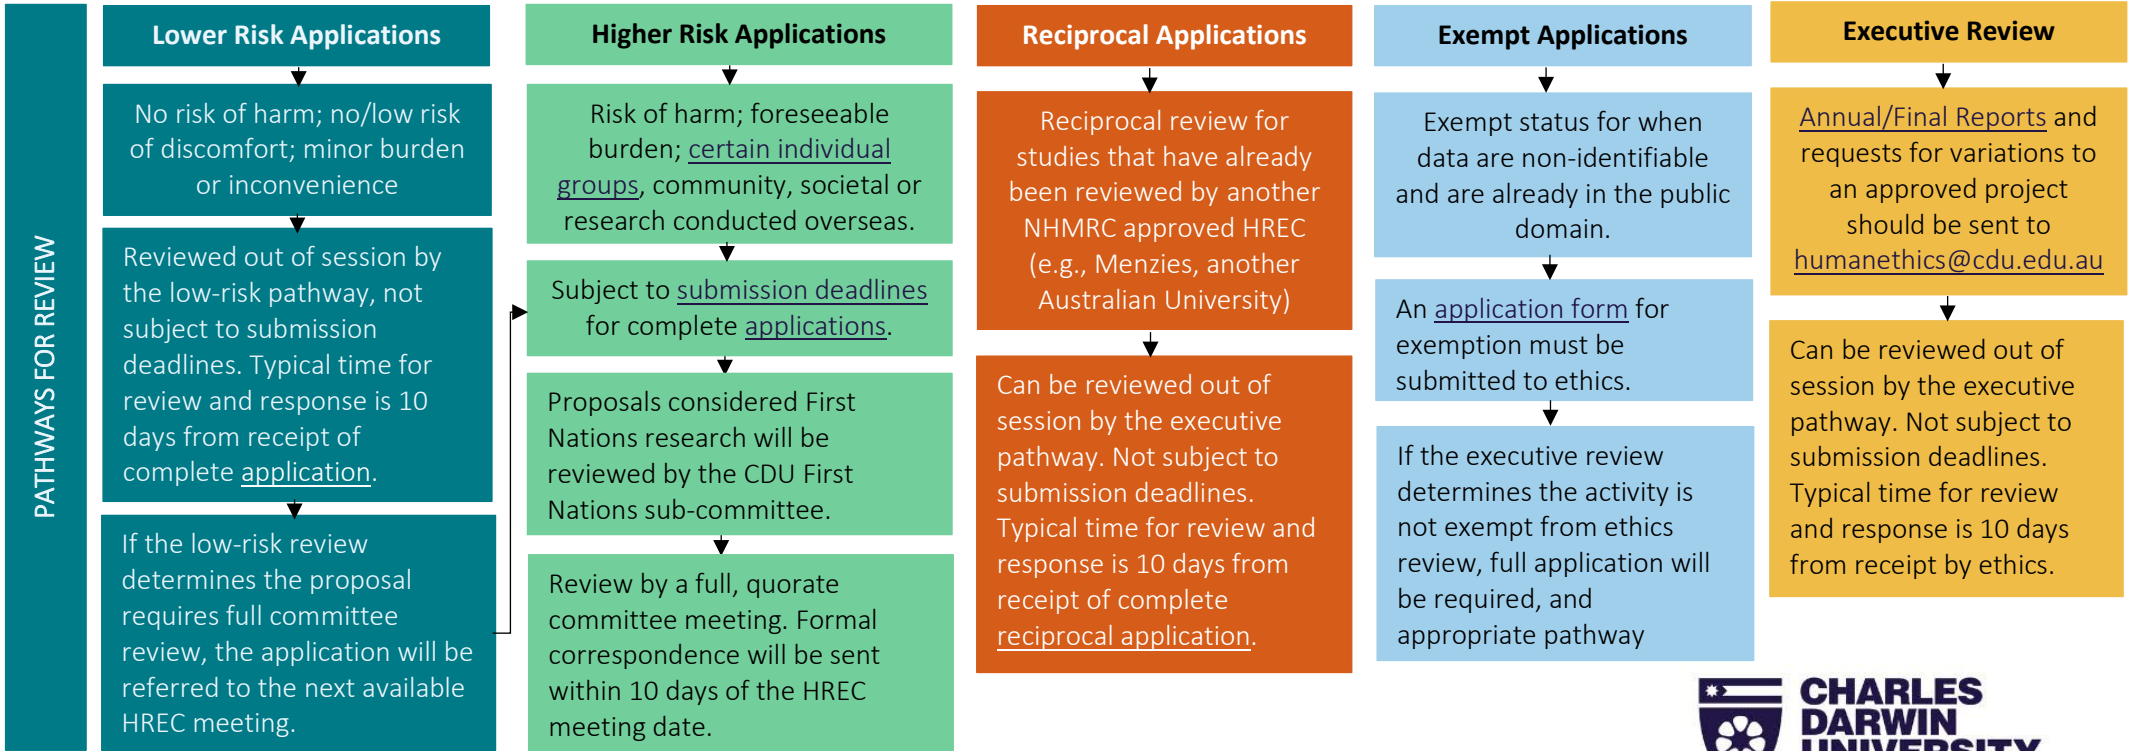 PATHWAYS FOR REVIEW
Lower Risk Applications
No risk of harm; no/low risk
of discomfort; minor burden
or inconvenience
Reviewed out of session by
the low-risk pathway, not
subject to submission
deadlines. Typical time for
review and response is 10
days from receipt of
complete application.
If the low-risk review
determines the proposal
requires full committee
review, the application will be
referred to the next available
HREC meeting.
Higher Risk Applications
Risk of harm; foreseeable
burden; certain individual
groups, community, societal or
research conducted overseas.
Subject to submission deadlines
for complete applications.
Proposals considered First
Nations research will be
reviewed by the CDU First
Nations sub-committee.
Review by a full, quorate
committee meeting. Formal
correspondence will be sent
within 10 days of the HREC
meeting date.
Reciprocal Applications
Reciprocal review for
studies that have already
been reviewed by another
NHMRC approved HREC
(e.g., Menzies, another
Australian University)
Can be reviewed out of
session by the executive
pathway. Not subject to
submission deadlines.
Typical time for review and
response is 10 days from
receipt of complete
reciprocal application.
Exempt Applications
Exempt status for when
data are non-identifiable
and are already in the public
domain.
An application form for
exemption must be
submitted to ethics.
If the executive review
determines the activity is
not exempt from ethics
review, full application will
be required, and
appropriate pathway
Executive Review
Annual/Final Reports and
requests for variations to
an approved project
should be sent to
humanethics@cdu.edu.au
Can be reviewed out of
session by the executive
pathway. Not subject to
submission deadlines.
Typical time for review
and response is 10 days
from receipt by ethics.
CHARLES
DARWIN
UNIVERSITY